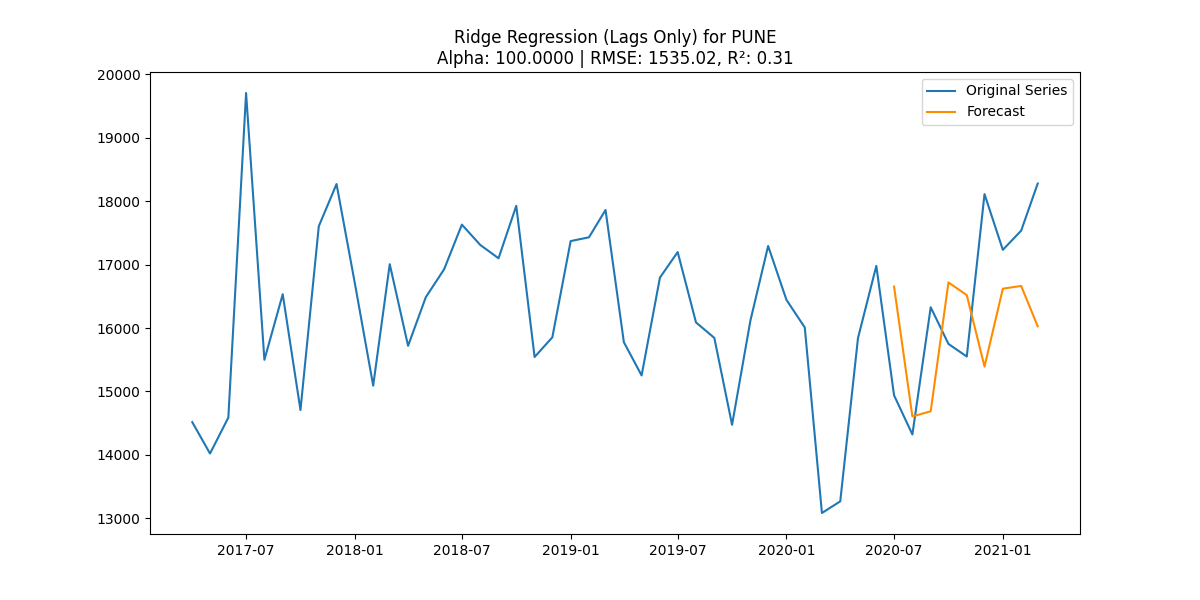 Ridge Regression (Lags Only) for PUNE
Alpha: 100.0000 | RMSE: 1535.02, R²: 0.31
Original Series
Forecast
20000
19000
18000
17000
16000
15000
14000
13000
2017-07 2018-01 2018-07 2019-01 2019-07 2020-01 2020-07 2021-01